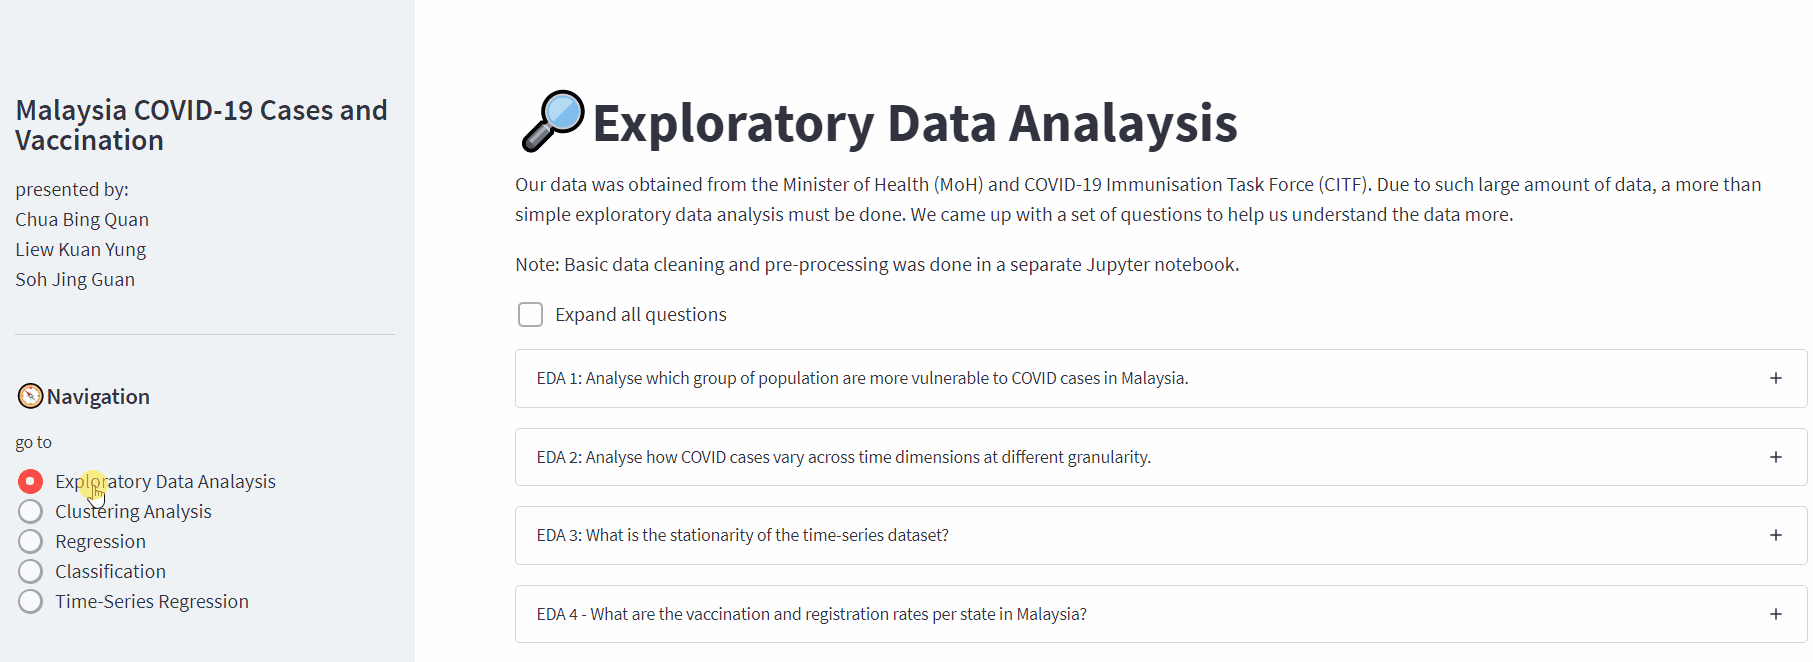 Malaysia COVID-19 Cases and
Vaccination
presented by:
Chua Bing Quan
Liew Kuan Yung
Soh Jing Guan
Navigation
go to
Exploratory Data Analaysis
Clustering Analysis
Regression
Classification
Time-Series Regression
Exploratory Data Analaysis
Our data was obtained from the Minister of Health (MoH) and COVID-19 Immunisation Task Force (CITF). Due to such large amount of data, a more than
simple exploratory data analysis must be done. We came up with a set of questions to help us understand the data more.
Note: Basic data cleaning and pre-processing was done in a separate Jupyter notebook.
Expand all questions
EDA 1: Analyse which group of population are more vulnerable to COVID cases in Malaysia.
EDA 2: Analyse how COVID cases vary across time dimensions at different granularity.
EDA 3: What is the stationarity of the time-series dataset?
EDA 4 - What are the vaccination and registration rates per state in Malaysia?